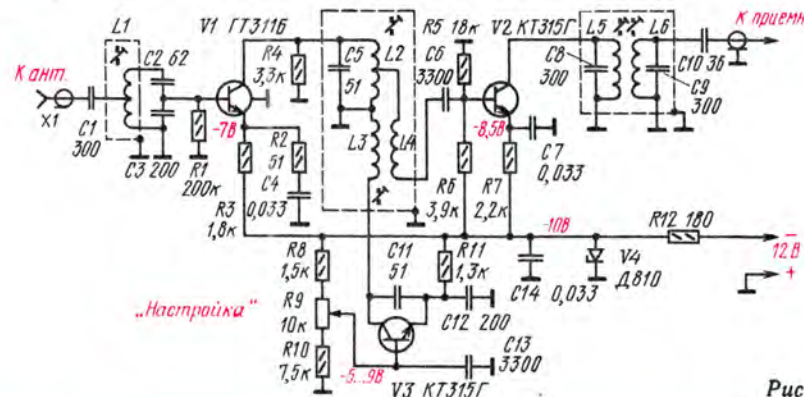 L1
V1 ГТ311Б
R4
3,3к
C5
51
L2
R5 18к
C6
3300
V2 КТ315Г
L5
L6
К приемн
C10 36
C2 62
К ант.
X1
C1
300
C3 200
R1
200к
-7В
R2
51
C4
0,033
R3
1,8к
L3
L4
-8,5В
R6
3,9к
R7
2,2к
C7
0,033
C8
300
C9
300
-10В
R12 180
−
12 В
+
V4
Д810
C14 0,033
R8
1,5к
„Настройка“
R9
10к
R10
7,5к
C11
51
R11
1,3к
C12 200
C13
3300
-6...9В
V3 КТ315Г
Рис